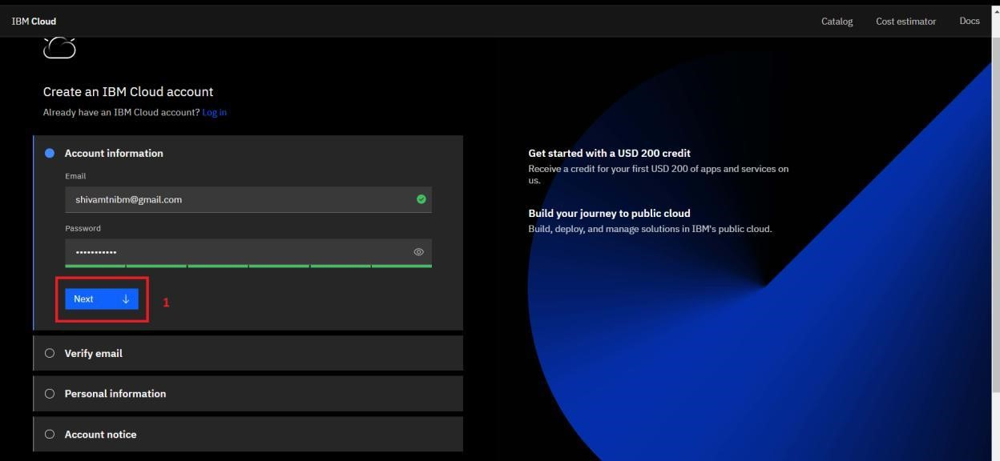 IBM Cloud
Catalog
Cost estimator
Docs
Create an IBM Cloud account
Already have an IBM Cloud account? Log in
Account information
Email
shivamtnibm@gmail.com
Password
•••••••••••
Next
1
Verify email
Personal information
Account notice
Get started with a USD 200 credit
Receive a credit for your first USD 200 of apps and services on
us.
Build your journey to public cloud
Build, deploy, and manage solutions in IBM's public cloud.